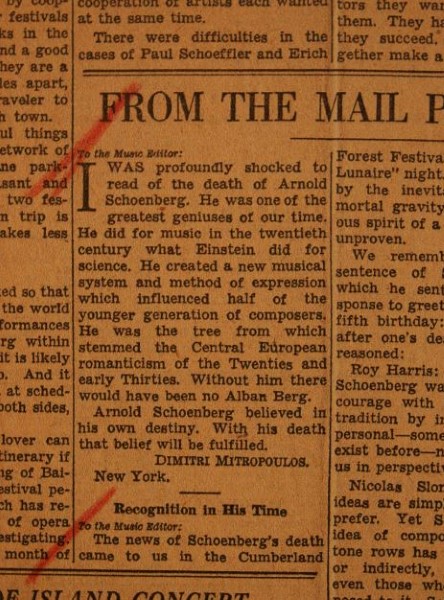 by coop-
r festivals
ks in the
nd a good
hey are a
les apart,
raveler to
h town.
ful things
etwork of
ne park-
sant and
two fes-
n trip is
akes less
ed so that
the world
formances
rg within
it is likely
o. And it
at sched-
both sides,
lover can
tinerary if
ng of Bai-
estival pe-
ch has re-
of opera
estigating.
month of
cooperation of artists each wanted
at the same time.
There were difficulties in the
cases of Paul Schoeffler and Erich
tors they wan
them. They ha
they succeed.
gether make a
FROM THE MAIL P
To the Music Editor:
I WAS profoundly shocked to
read of the death of Arnold
Schoenberg. He was one of the
greatest geniuses of our time.
He did for music in the twentieth
century what Einstein did for
science. He created a new musical
system and method of expression
which influenced half of the
younger generation of composers.
He was the tree from which
stemmed the Central European
romanticism of the Twenties and
early Thirties. Without him there
would have been no Alban Berg.
Arnold Schoenberg believed in
his own destiny. With his death
that belief will be fulfilled.
DIMITRI MITROPOULOS.
New York.
Recognition in His Time
To the Music Editor:
The news of Schoenberg's death
came to us in the Cumberland
Forest Festiva
Lunaire" night.
by the inevit
mortal gravity
ous spirit of a
unproven.
We rememb
sentence of S
which he sent
sponse to greet
fifth birthday:
after one's dea
reasoned:
Roy Harris:
Schoenberg was
courage with
tradition by in
personal—some
exist before—n
us in perspecti
Nicolas Slon
ideas are simpl
prefer. Yet S
idea of compo
tone rows has
or indirectly,
even those wh
OF ISLAND CONCERT